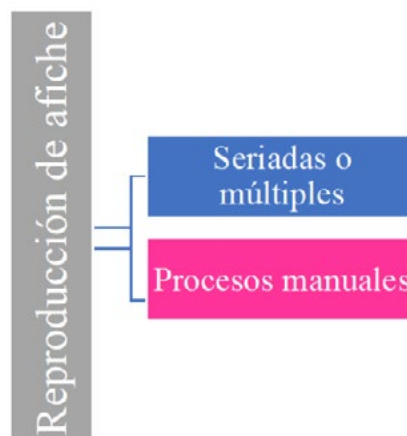 Reproducción de afiche
Seriadas o
múltiples
Procesos manuales